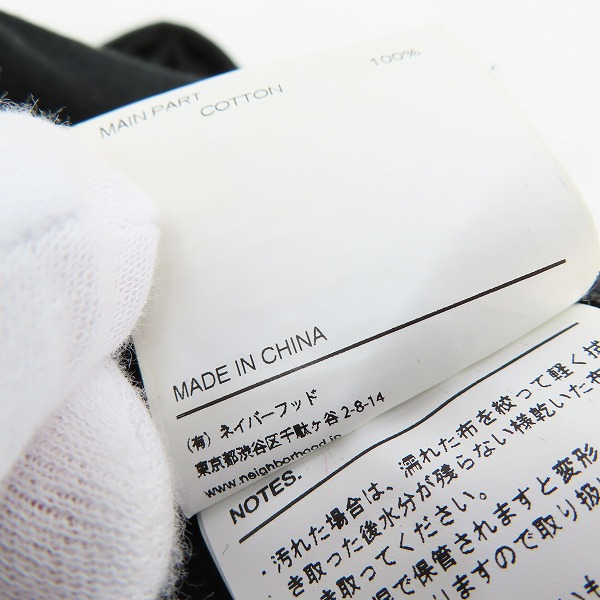 MAIN PART 100%
COTTON
MADE IN CHINA
(有) ネイバーフッド
東京都渋谷区千駄ヶ谷 2-8-14
www.neighborhood.jp
NOTES.
・汚れた場合は、濡れた布を絞って軽く
き取った後水分が残らない様乾いた布
き取ってください。
で保管されますと変形
ますので取り扱